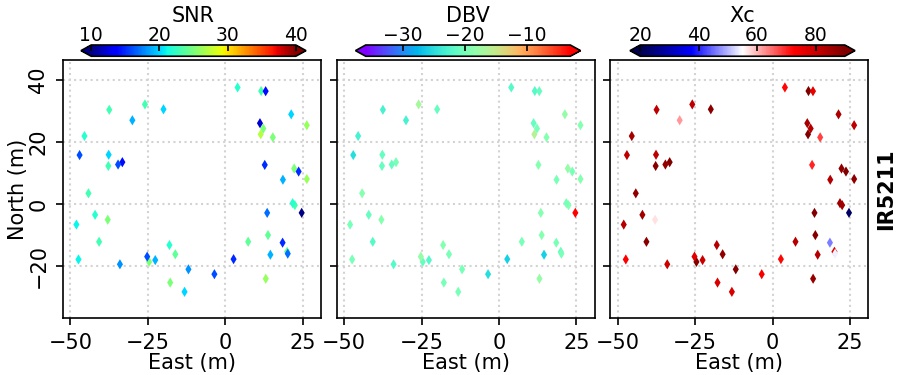 SNR DBV Xc
10 20 30 40 −30 −20 −10 20 40 60 80
40
20
0
−20
North (m)
IR5211
−50 −25 0 25 −50 −25 0 25 −50 −25 0 25
East (m) East (m) East (m)